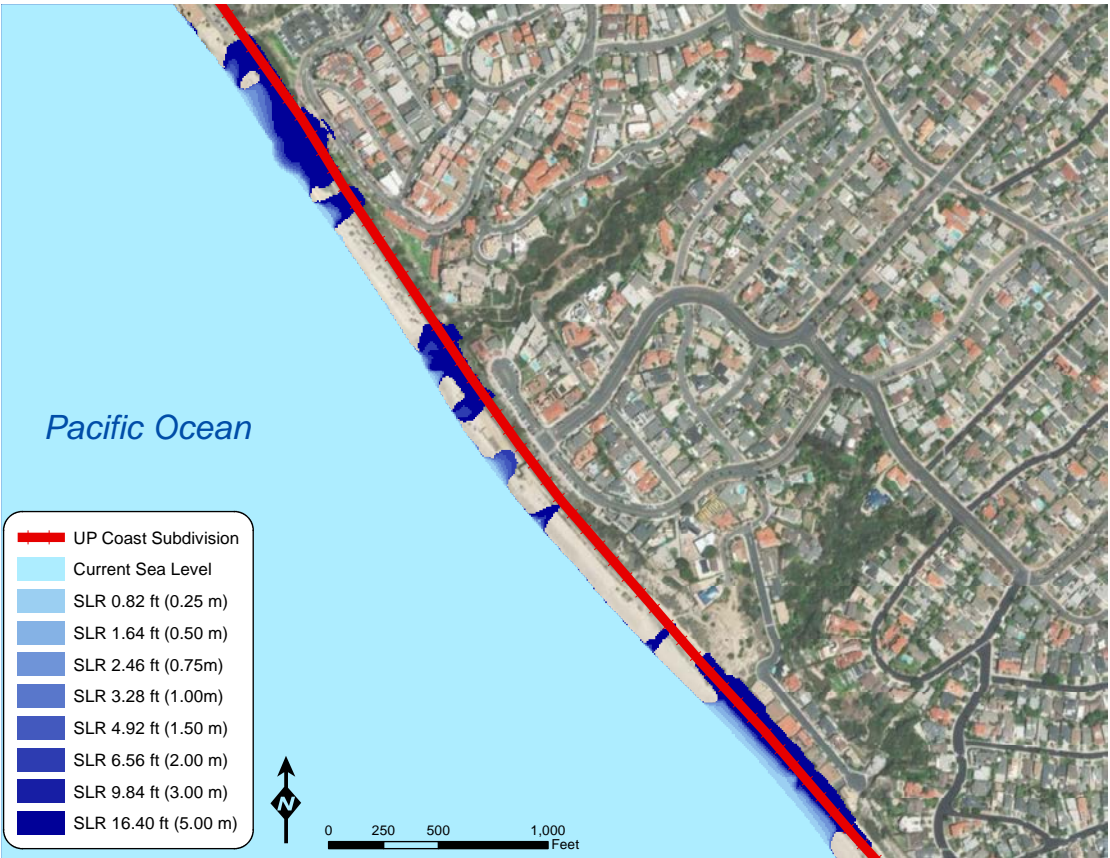 Pacific Ocean
UP Coast Subdivision
Current Sea Level
SLR 0.82 ft (0.25 m)
SLR 1.64 ft (0.50 m)
SLR 2.46 ft (0.75m)
SLR 3.28 ft (1.00m)
SLR 4.92 ft (1.50 m)
SLR 6.56 ft (2.00 m)
SLR 9.84 ft (3.00 m)
SLR 16.40 ft (5.00 m)
N
0 250 500 1,000
Feet